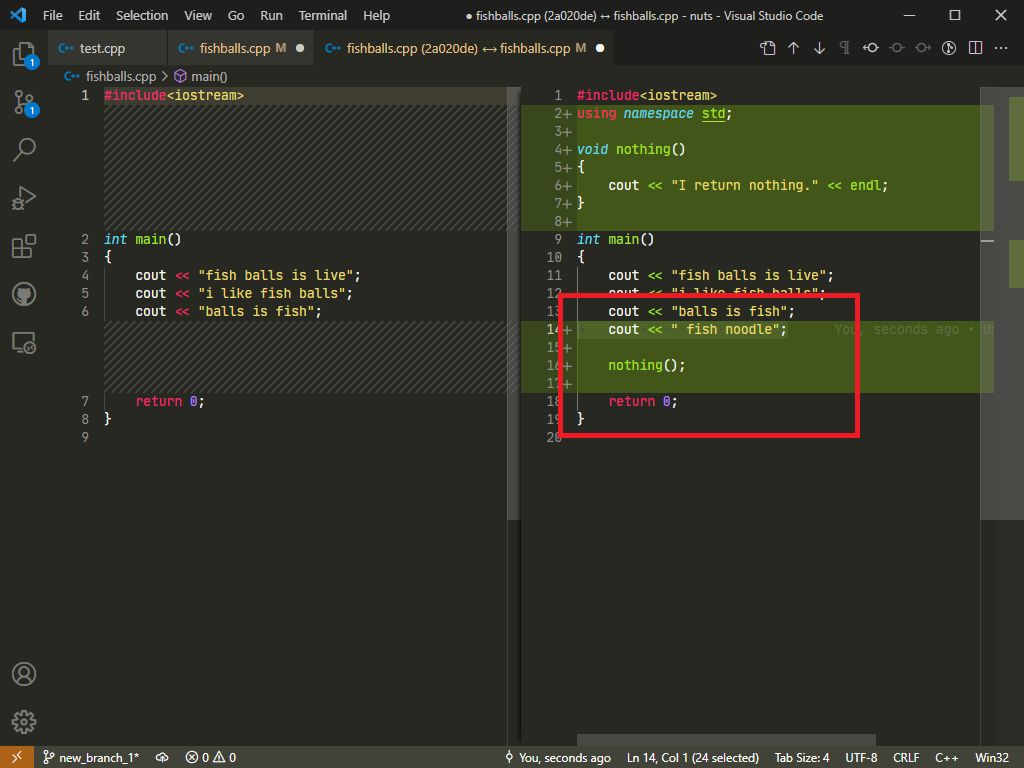 File Edit Selection View Go Run Terminal Help ● fishballs.cpp (2a020de) ↔ fishballs.cpp - nuts - Visual Studio Code
test.cpp fishballs.cpp M ● fishballs.cpp (2a020de) ↔ fishballs.cpp M ●
fishballs.cpp > main()
1
1
1 #include<iostream>
2 int main()
3 {
4 cout << "fish balls is live";
5 cout << "i like fish balls";
6 cout << "balls is fish";
7 return 0;
8 }
9
1 #include<iostream>
2+ using namespace std;
3+
4+ void nothing()
5+ {
6+ cout << "I return nothing." << endl;
7+ }
8+
9 int main()
10 {
11 cout << "fish balls is live";
12 cout << "i like fish balls";
13 cout << "balls is fish";
14+ cout << " fish noodle"; You, seconds ago •
15+
16+ nothing();
17+
18 return 0;
19 }
20
new_branch_1* 0 0 You, seconds ago Ln 14, Col 1 (24 selected) Tab Size: 4 UTF-8 CRLF C++ Win32